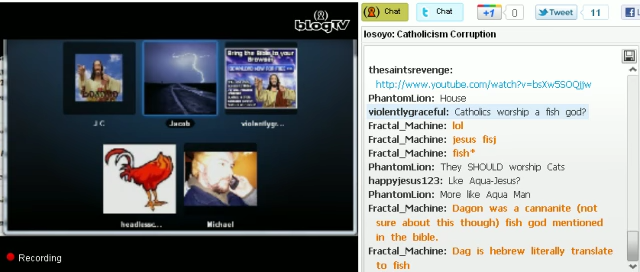 blogTV
Bring the Bible to your
Browser!
J C
Jacob
violentlygr...
headlessc...
Michael
Recording
Chat
Chat
+1
0
Tweet
11
losoyo: Catholicism Corruption
thesaintsrevenge:
http://www.youtube.com/watch?v=bsXw5SOQjjw
PhantomLion: House
violentlygraceful: Catholics worship a fish god?
Fractal_Machine: lol
Fractal_Machine: jesus fisj
Fractal_Machine: fish*
PhantomLion: They SHOULD worship Cats
happyjesus123: Lke Aqua-Jesus?
PhantomLion: More like Aqua Man
Fractal_Machine: Dagon was a cannanite (not
sure about this though) fish god mentioned
in the bible.
Fractal_Machine: Dag is hebrew literally translate
to fish